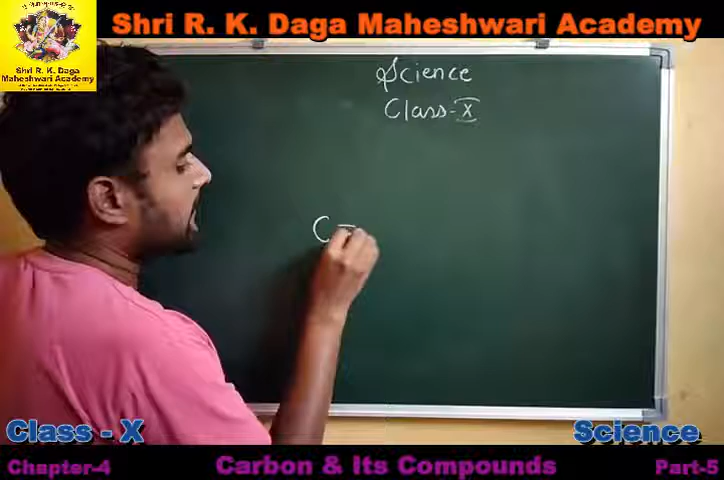 Shri R. K. Daga Maheshwari Academy
Shri R. K. Daga
Maheshwari Academy
Science
Class-X
C
Class - X
Science
Chapter-4
Carbon & Its Compounds
Part-5